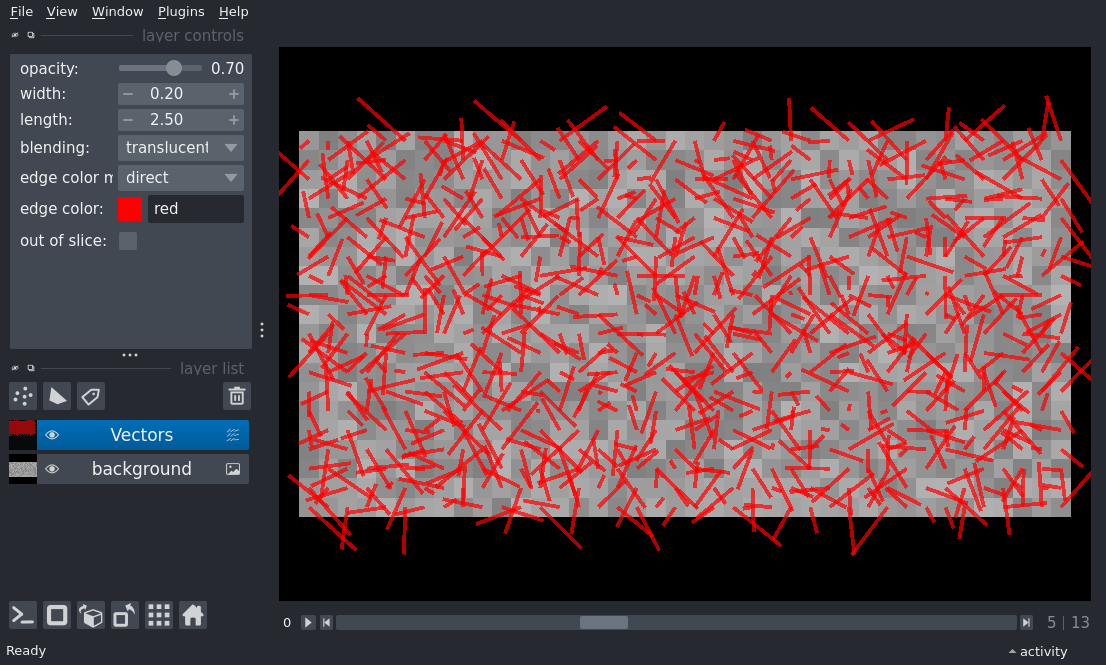 File View Window Plugins Help
layer controls
opacity: 0.70
width: − 0.20 +
length: − 2.50 +
blending: translucent
edge color m direct
edge color: red
out of slice:
layer list
Vectors
background
0 5 | 13
Ready activity